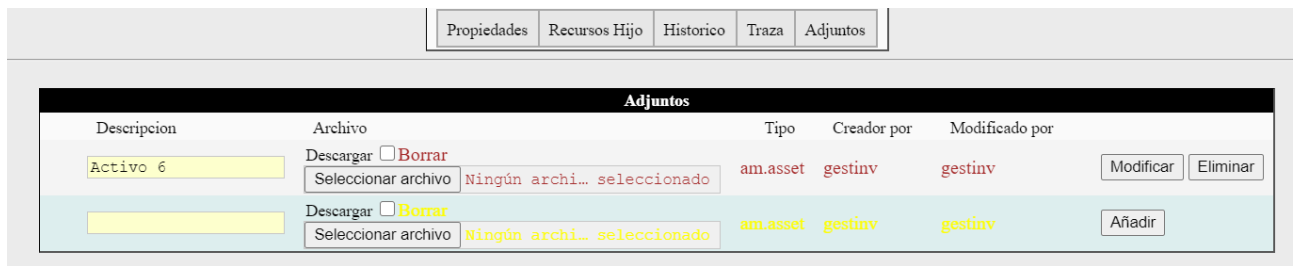 Propiedades Recursos Hijo Historico Traza Adjuntos
Adjuntos
Descripcion Archivo Tipo Creador por Modificado por
Descargar Borrar
Activo 6 Seleccionar archivo Ningún archi… seleccionado am.asset gestinv gestinv Modificar Eliminar
Descargar Borrar
Seleccionar archivo Ningún archi… seleccionado am.asset gestinv gestinv Añadir